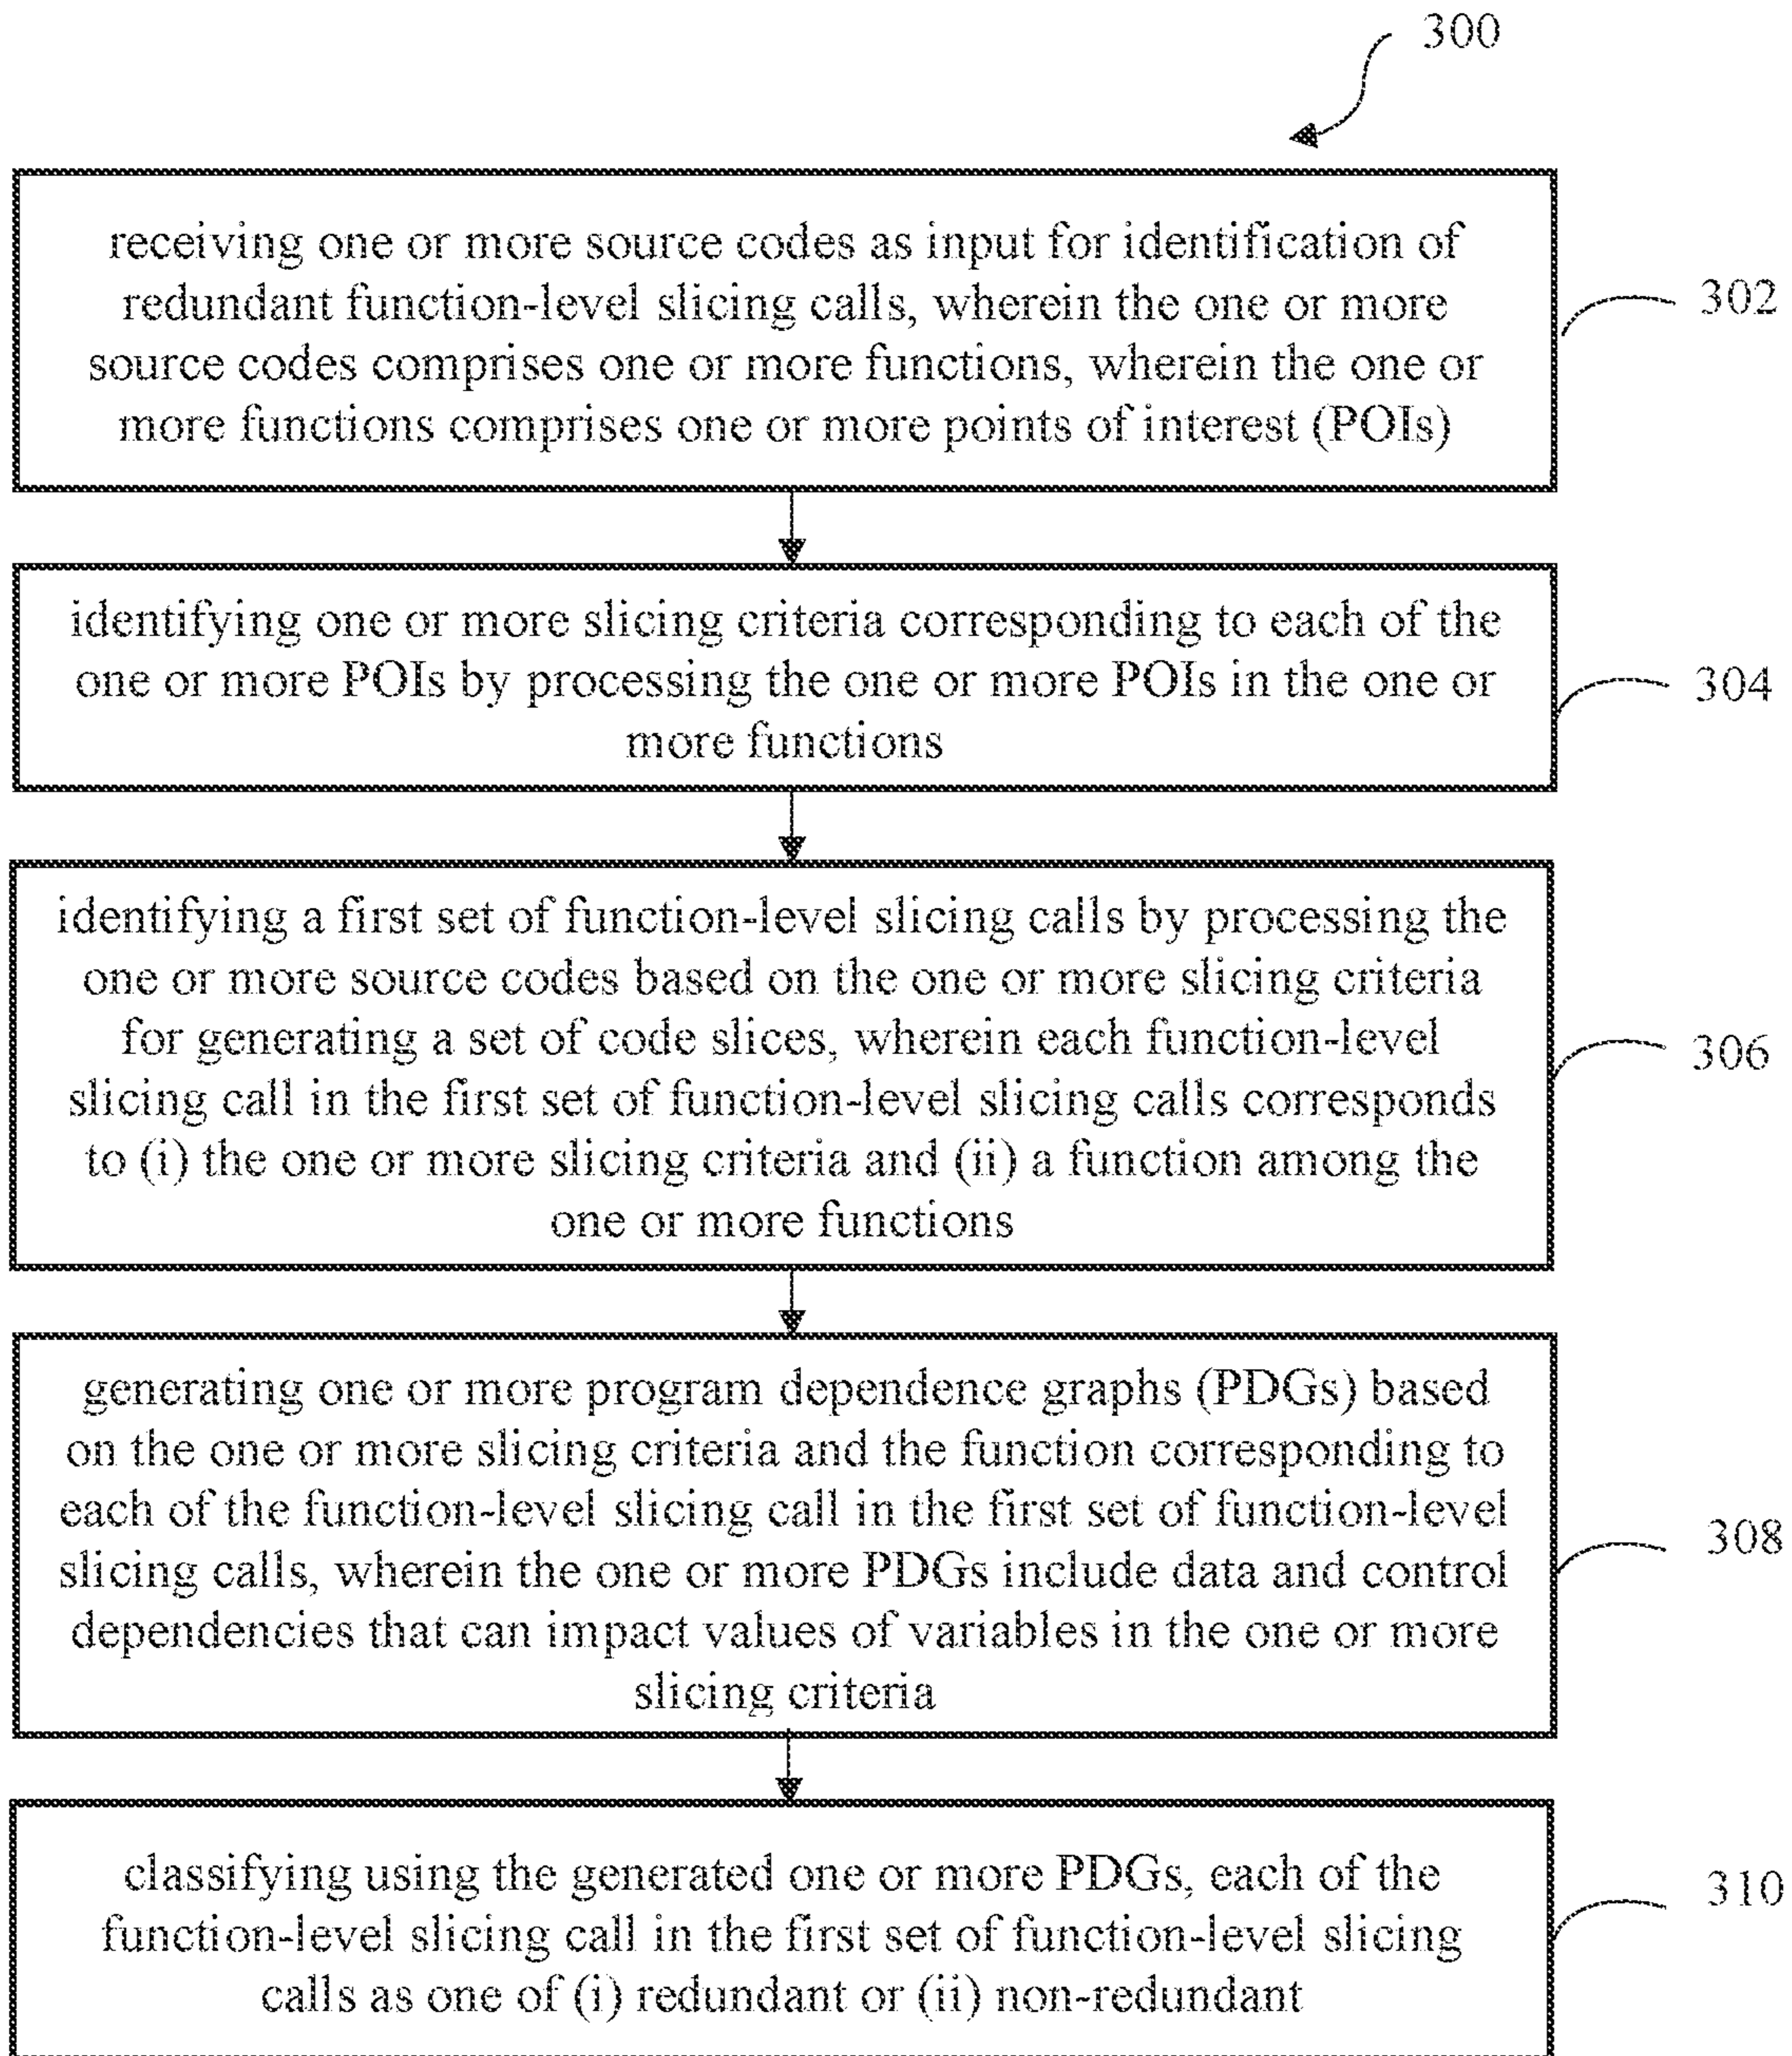 300
receiving one or more source codes as input for identification of
redundant function-level slicing calls, wherein the one or more
source codes comprises one or more functions, wherein the one or
more functions comprises one or more points of interest (POIs)
302
identifying one or more slicing criteria corresponding to each of the
one or more POIs by processing the one or more POIs in the one or
more functions
304
identifying a first set of function-level slicing calls by processing the
one or more source codes based on the one or more slicing criteria
for generating a set of code slices, wherein each function-level
slicing call in the first set of function-level slicing calls corresponds
to (i) the one or more slicing criteria and (ii) a function among the
one or more functions
306
generating one or more program dependence graphs (PDGs) based
on the one or more slicing criteria and the function corresponding to
each of the function-level slicing call in the first set of function-level
slicing calls, wherein the one or more PDGs include data and control
dependencies that can impact values of variables in the one or more
slicing criteria
308
classifying using the generated one or more PDGs, each of the
function-level slicing call in the first set of function-level slicing
calls as one of (i) redundant or (ii) non-redundant
310